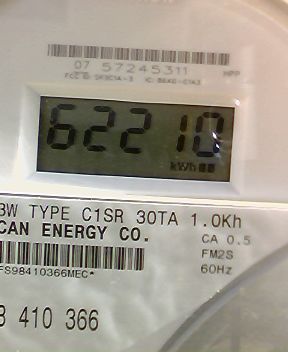 07 57245311 MPP
62210
kWh
3W TYPE C1SR 30TA 1.0Kh
CAN ENERGY CO.
CA 0.5
FM2S
60Hz
FS98410366MEC*
410 366